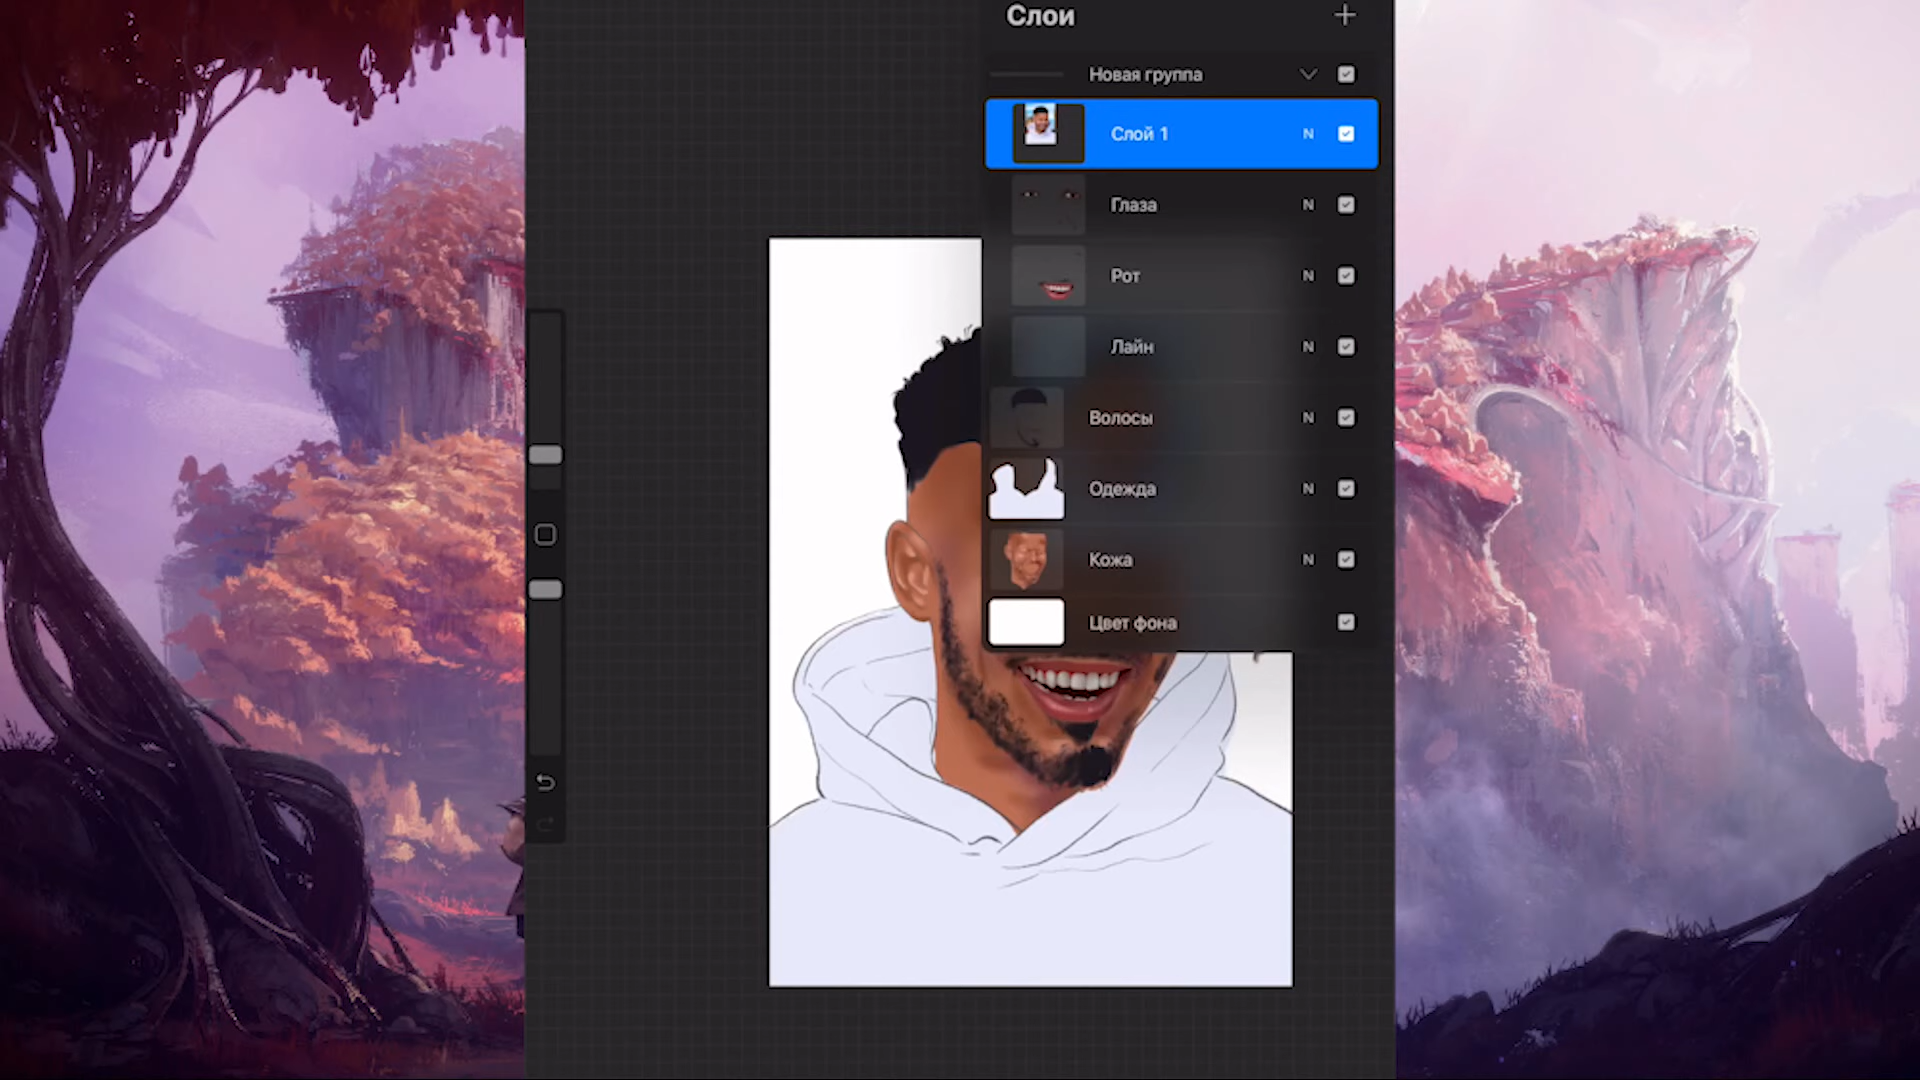 Слои
Новая группа
Слой 1 N
Глаза N
Рот N
Лайн N
Волосы N
Одежда N
Кожа N
Цвет фона